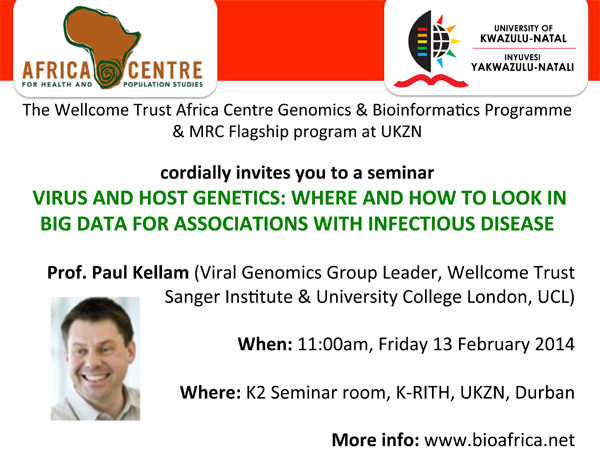 AFRICA CENTRE
FOR HEALTH AND POPULATION STUDIES
UNIVERSITY OF
KWAZULU-NATAL
INYUVESI
YAKWAZULU-NATALI
The Wellcome Trust Africa Centre Genomics & Bioinformatics Programme
& MRC Flagship program at UKZN
cordially invites you to a seminar
VIRUS AND HOST GENETICS: WHERE AND HOW TO LOOK IN
BIG DATA FOR ASSOCIATIONS WITH INFECTIOUS DISEASE
Prof. Paul Kellam (Viral Genomics Group Leader, Wellcome Trust
Sanger Institute & University College London, UCL)
When: 11:00am, Friday 13 February 2014
Where: K2 Seminar room, K-RITH, UKZN, Durban
More info: www.bioafrica.net